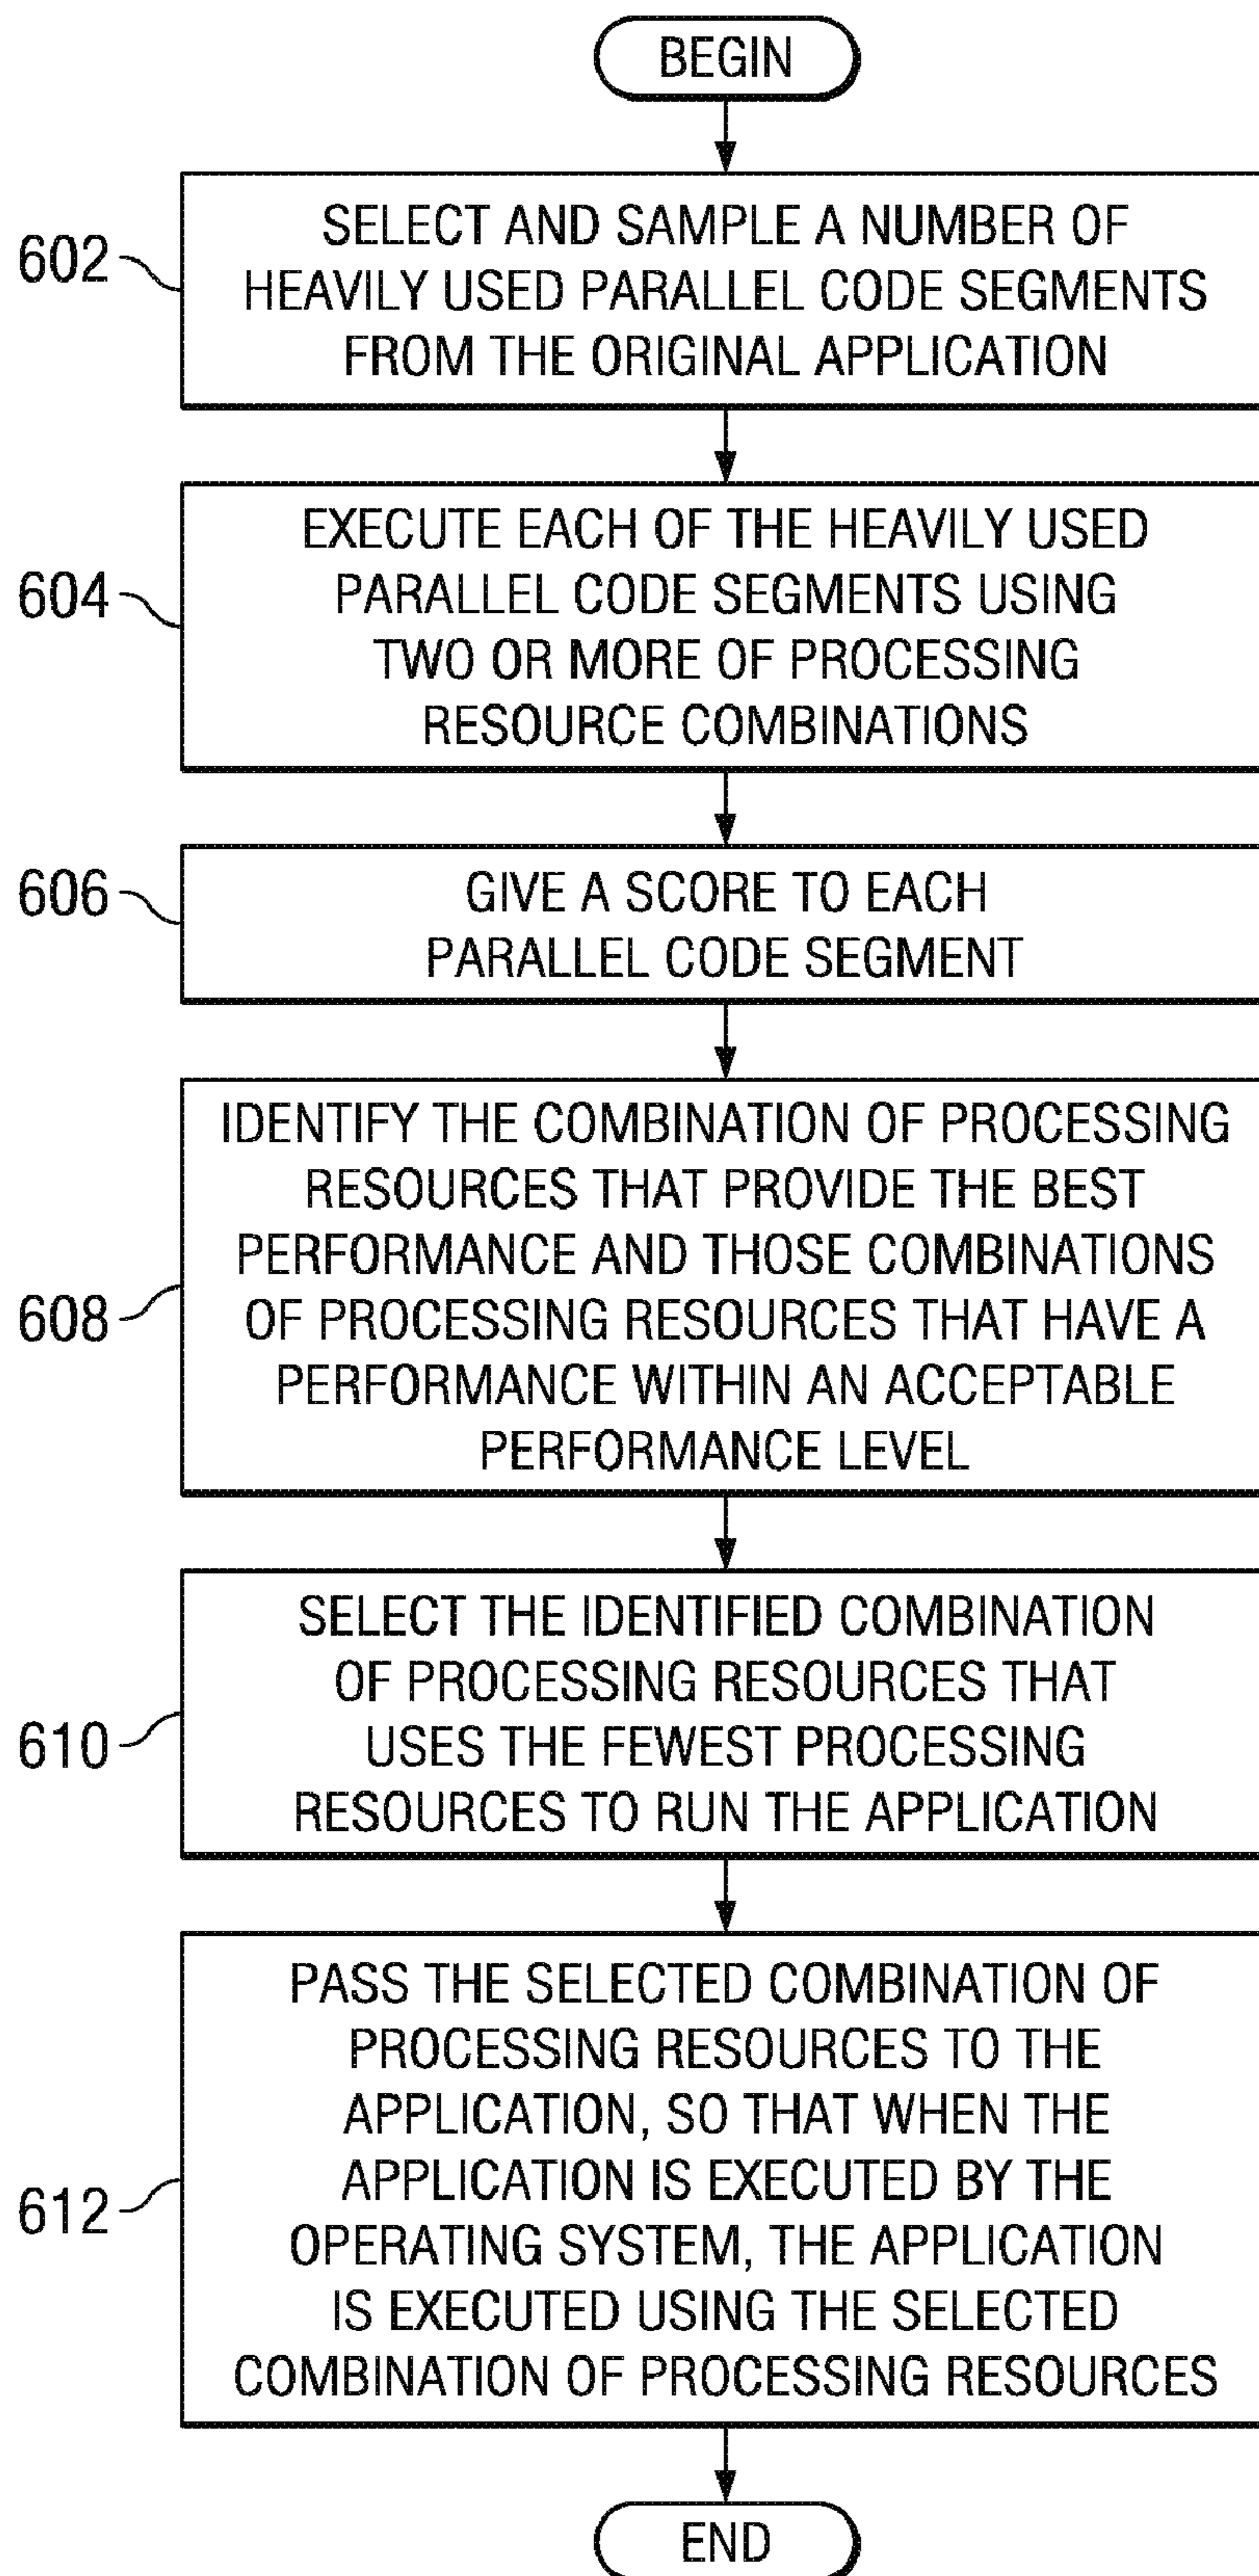 BEGIN
602
SELECT AND SAMPLE A NUMBER OF
HEAVILY USED PARALLEL CODE SEGMENTS
FROM THE ORIGINAL APPLICATION
604
EXECUTE EACH OF THE HEAVILY USED
PARALLEL CODE SEGMENTS USING
TWO OR MORE OF PROCESSING
RESOURCE COMBINATIONS
606
GIVE A SCORE TO EACH
PARALLEL CODE SEGMENT
608
IDENTIFY THE COMBINATION OF PROCESSING
RESOURCES THAT PROVIDE THE BEST
PERFORMANCE AND THOSE COMBINATIONS
OF PROCESSING RESOURCES THAT HAVE A
PERFORMANCE WITHIN AN ACCEPTABLE
PERFORMANCE LEVEL
610
SELECT THE IDENTIFIED COMBINATION
OF PROCESSING RESOURCES THAT
USES THE FEWEST PROCESSING
RESOURCES TO RUN THE APPLICATION
612
PASS THE SELECTED COMBINATION OF
PROCESSING RESOURCES TO THE
APPLICATION, SO THAT WHEN THE
APPLICATION IS EXECUTED BY THE
OPERATING SYSTEM, THE APPLICATION
IS EXECUTED USING THE SELECTED
COMBINATION OF PROCESSING RESOURCES
END